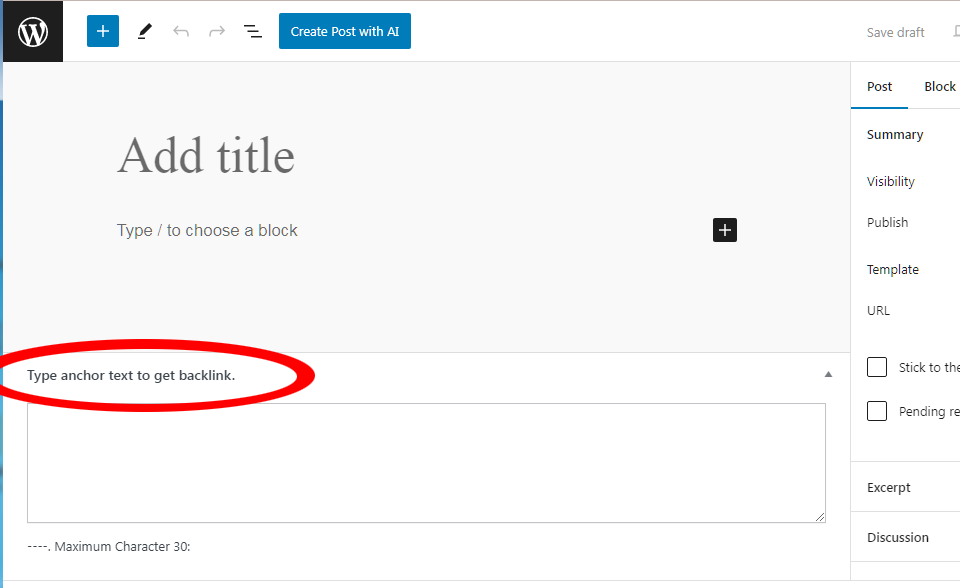 Create Post with AI
Save draft
Post Block
Add title
Summary
Visibility
Type / to choose a block
Publish
Template
URL
Type anchor text to get backlink.
Stick to the
Pending re
Excerpt
Discussion
----. Maximum Character 30: